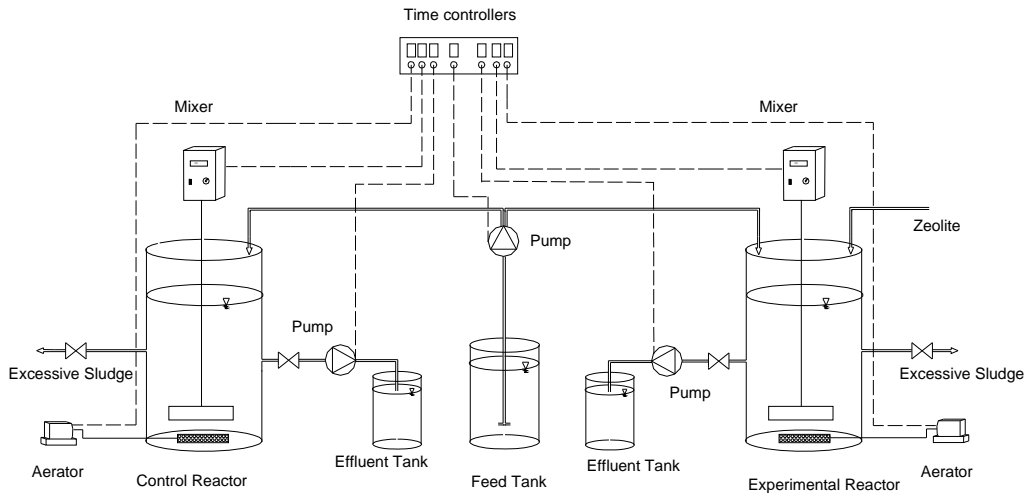 Time controllers
Mixer
Mixer
Zeolite
Pump
Pump
Pump
Excessive Sludge
Excessive Sludge
Effluent Tank
Effluent Tank
Aerator
Control Reactor
Feed Tank
Experimental Reactor
Aerator